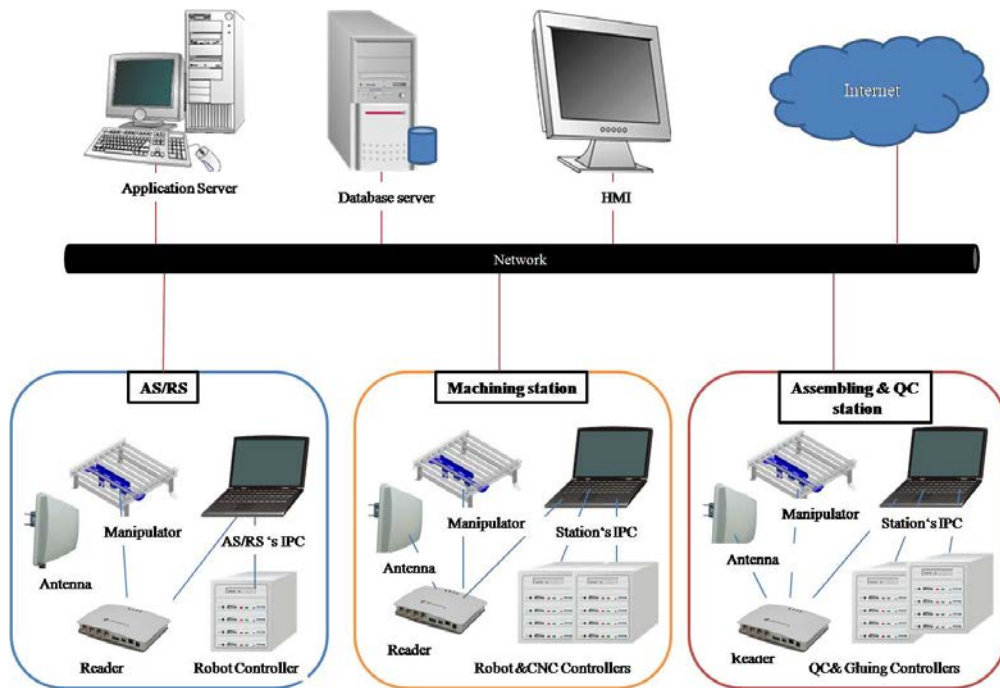 Internet
Application Server
Database server
HMI
Network
AS/RS
Machining station
Assembling & QC
station
Manipulator
AS/RS 's IPC
Antenna
Reader
Robot Controller
Manipulator
Station's IPC
Antenna
Reader
Robot &CNC Controllers
Manipulator
Station's IPC
Antenna
Reader
QC& Gluing Controllers